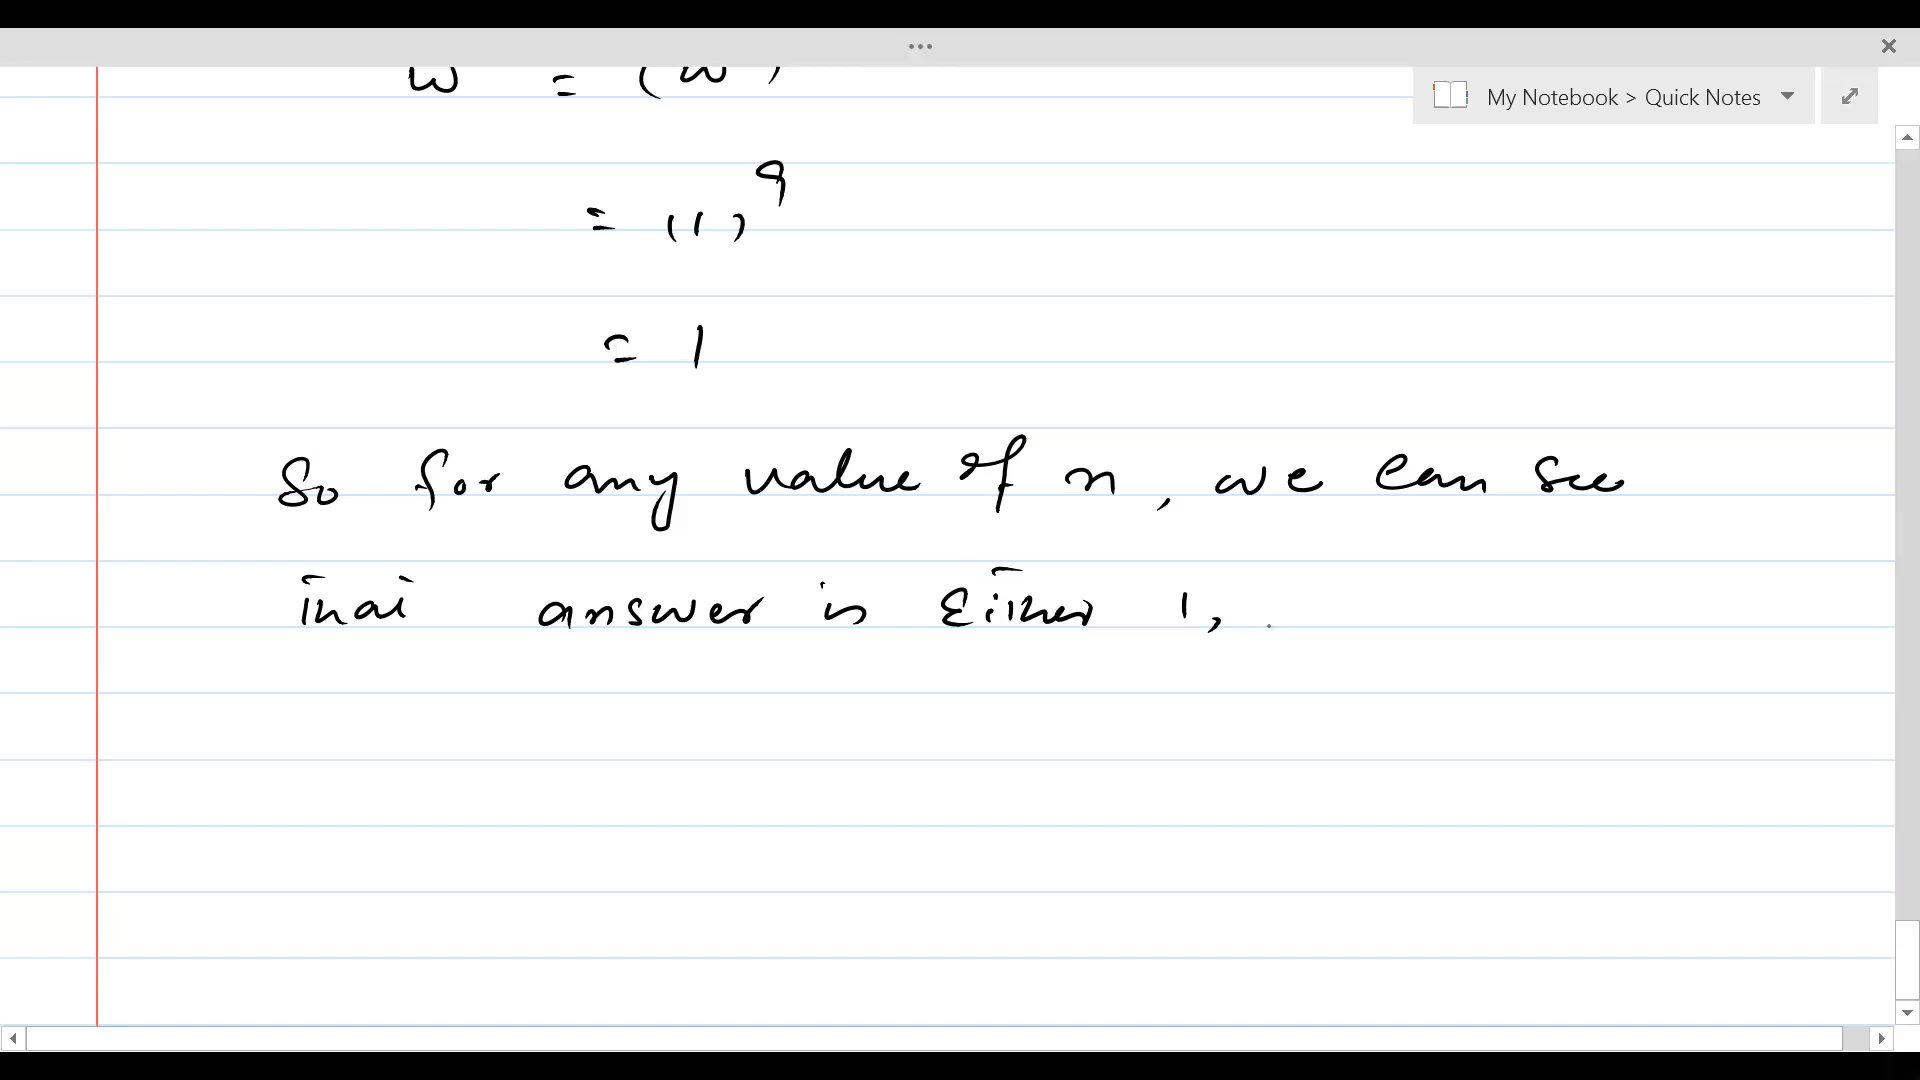 My Notebook > Quick Notes
= (1)⁹
= 1
So for any value of n, we can see
that answer is Either 1,